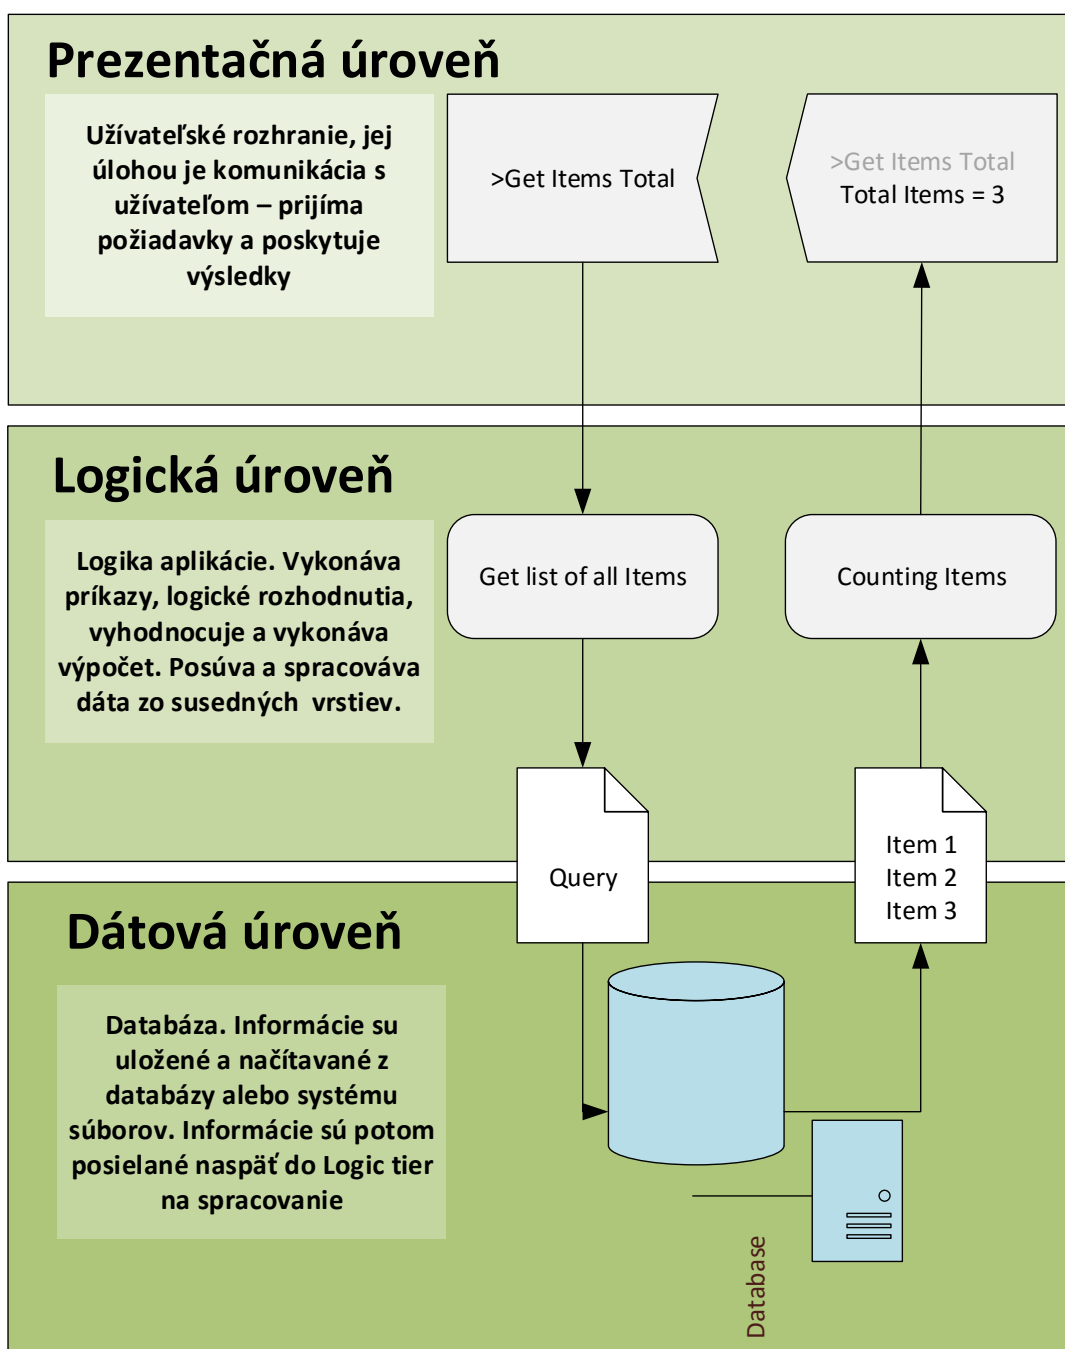 Prezentačná úroveň
Užívateľské rozhranie, jej
úlohou je komunikácia s
užívateľom – prijíma
požiadavky a poskytuje
výsledky
>Get Items Total
>Get Items Total
Total Items = 3
Logická úroveň
Logika aplikácie. Vykonáva
príkazy, logické rozhodnutia,
vyhodnocuje a vykonáva
výpočet. Posúva a spracováva
dáta zo susedných vrstiev.
Get list of all Items
Counting Items
Query
Item 1
Item 2
Item 3
Dátová úroveň
Databáza. Informácie su
uložené a načítavané z
databázy alebo systému
súborov. Informácie sú potom
posielané naspäť do Logic tier
na spracovanie
Database